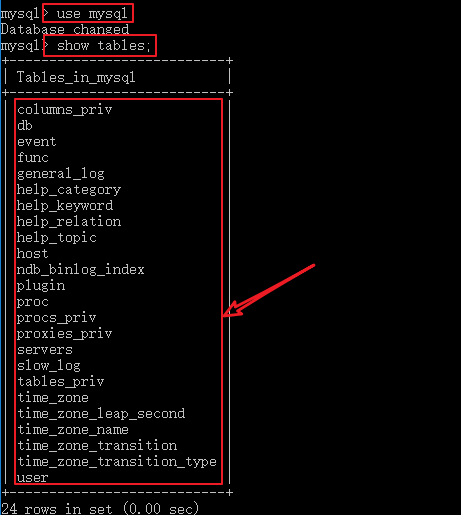 mysql> use mysql
Database changed
mysql> show tables;
+---------------------------+
| Tables_in_mysql           |
+---------------------------+
| columns_priv              |
| db                        |
| event                     |
| func                      |
| general_log               |
| help_category             |
| help_keyword              |
| help_relation             |
| help_topic                |
| host                      |
| ndb_binlog_index          |
| plugin                    |
| proc                      |
| procs_priv                |
| proxies_priv              |
| servers                   |
| slow_log                  |
| tables_priv               |
| time_zone                 |
| time_zone_leap_second     |
| time_zone_name            |
| time_zone_transition      |
| time_zone_transition_type |
| user                      |
+---------------------------+
24 rows in set (0.00 sec)